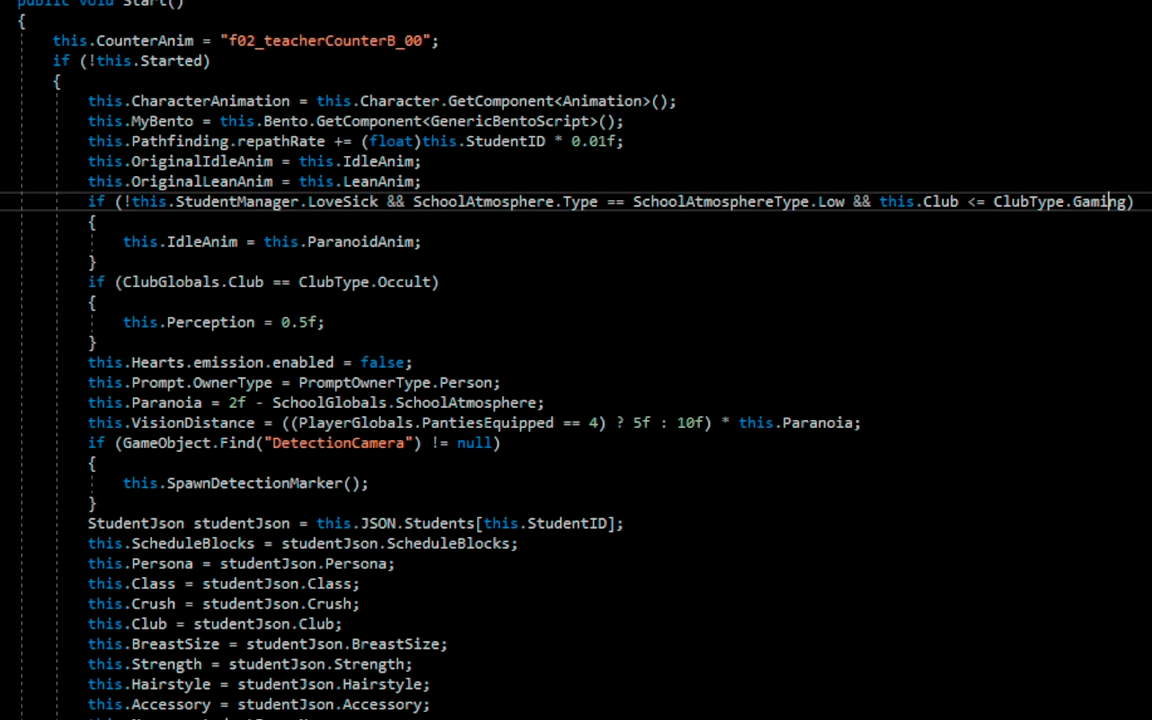 public void Start()
{
this.CounterAnim = "f02_teacherCounterB_00";
if (!this.Started)
{
this.CharacterAnimation = this.Character.GetComponent<Animation>();
this.MyBento = this.Bento.GetComponent<GenericBentoScript>();
this.Pathfinding.repathRate += (float)this.StudentID * 0.01f;
this.OriginalIdleAnim = this.IdleAnim;
this.OriginalLeanAnim = this.LeanAnim;
if (!this.StudentManager.LoveSick && SchoolAtmosphere.Type == SchoolAtmosphereType.Low && this.Club <= ClubType.Gaming)
{
this.IdleAnim = this.ParanoidAnim;
}
if (ClubGlobals.Club == ClubType.Occult)
{
this.Perception = 0.5f;
}
this.Hearts.emission.enabled = false;
this.Prompt.OwnerType = PromptOwnerType.Person;
this.Paranoia = 2f - SchoolGlobals.SchoolAtmosphere;
this.VisionDistance = ((PlayerGlobals.PantiesEquipped == 4) ? 5f : 10f) * this.Paranoia;
if (GameObject.Find("DetectionCamera") != null)
{
this.SpawnDetectionMarker();
}
StudentJson studentJson = this.JSON.Students[this.StudentID];
this.ScheduleBlocks = studentJson.ScheduleBlocks;
this.Persona = studentJson.Persona;
this.Class = studentJson.Class;
this.Crush = studentJson.Crush;
this.Club = studentJson.Club;
this.BreastSize = studentJson.BreastSize;
this.Strength = studentJson.Strength;
this.Hairstyle = studentJson.Hairstyle;
this.Accessory = studentJson.Accessory;